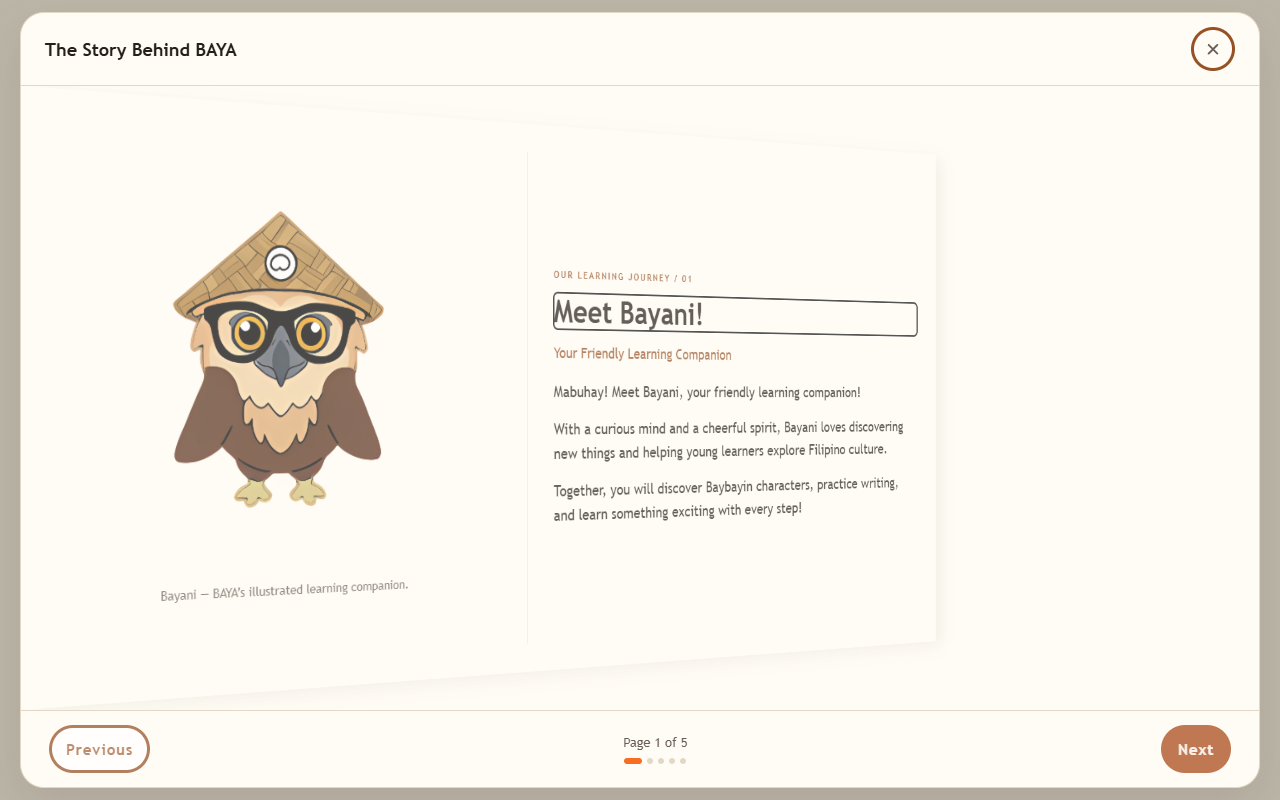 The Story Behind BAYA
OUR LEARNING JOURNEY / 01
Meet Bayani!
Your Friendly Learning Companion
Mabuhay! Meet Bayani, your friendly learning companion!
With a curious mind and a cheerful spirit, Bayani loves discovering
new things and helping young learners explore Filipino culture.
Together, you will discover Baybayin characters, practice writing,
and learn something exciting with every step!
Bayani — BAYA's illustrated learning companion.
Previous
Page 1 of 5
Next